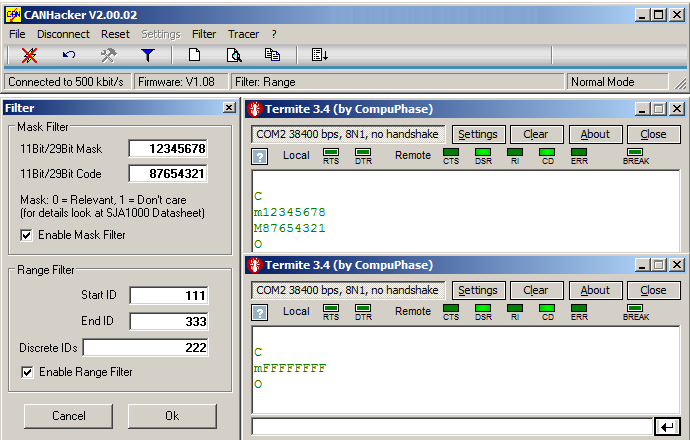 CANHacker V2.00.02
File Disconnect Reset Settings Filter Tracer ?
Connected to 500 kbit/s Firmware: V1.08 Filter: Range Normal Mode
Filter
Mask Filter
11Bit/29Bit Mask 12345678
11Bit/29Bit Code 87654321
Mask: 0 = Relevant, 1 = Don't care
(for details look at SJA1000 Datasheet)
Enable Mask Filter
Range Filter
Start ID 111
End ID 333
Discrete IDs 222
Enable Range Filter
Cancel Ok
Termite 3.4 (by CompuPhase)
COM2 38400 bps, 8N1, no handshake Settings Clear About Close
? Local RTS DTR Remote CTS DSR RI CD ERR BREAK
C
m12345678
M87654321
O
Termite 3.4 (by CompuPhase)
COM2 38400 bps, 8N1, no handshake Settings Clear About Close
? Local RTS DTR Remote CTS DSR RI CD ERR BREAK
C
mFFFFFFFF
O